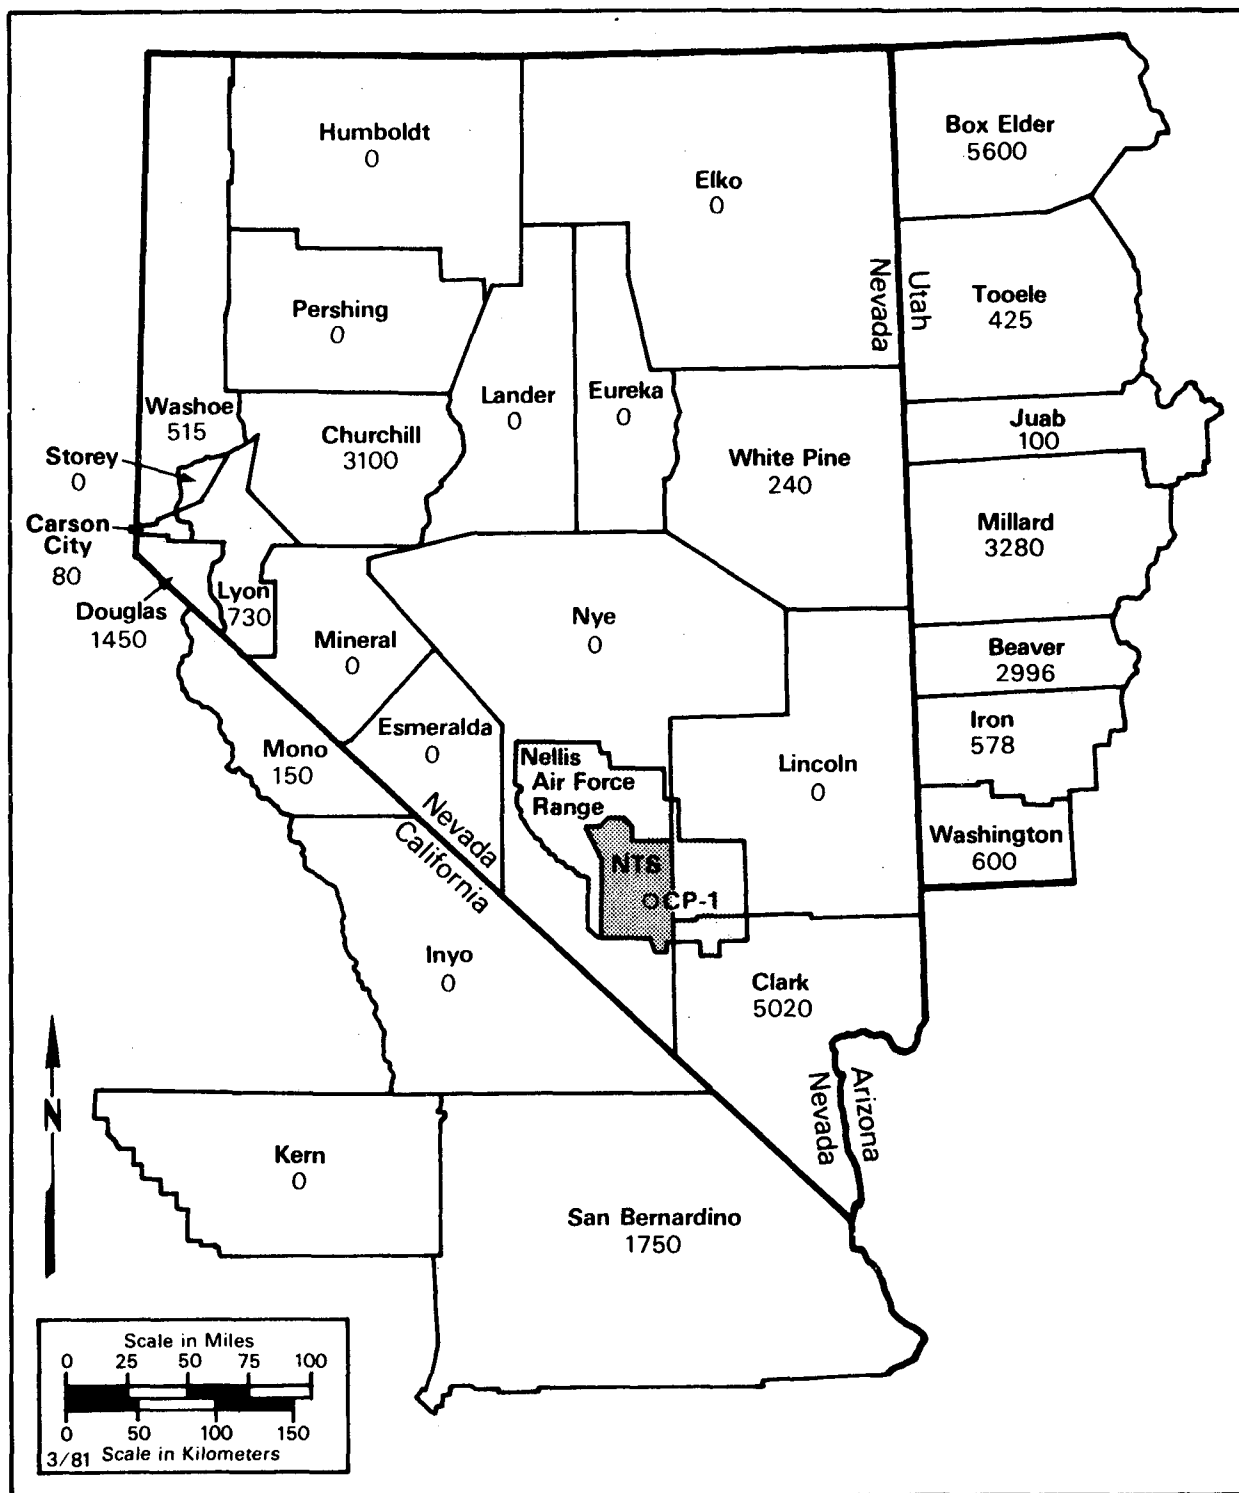 Humboldt
0
Elko
0
Box Elder
5600
Pershing
0
Nevada
Utah
Tooele
425
Washoe
515
Lander
0
Eureka
0
Juab
100
Churchill
3100
Storey
0
White Pine
240
Carson
City
80
Millard
3280
Douglas
1450
Lyon
730
Mineral
0
Nye
0
Beaver
2996
Esmeralda
0
Mono
150
Iron
578
Nellis
Air Force
Range
Lincoln
0
Nevada
California
Washington
600
NTS
CP-1
Inyo
0
Clark
5020
Nevada
Arizona
N
Kern
0
San Bernardino
1750
Scale in Miles
0 25 50 75 100
0 50 100 150
3/81 Scale in Kilometers